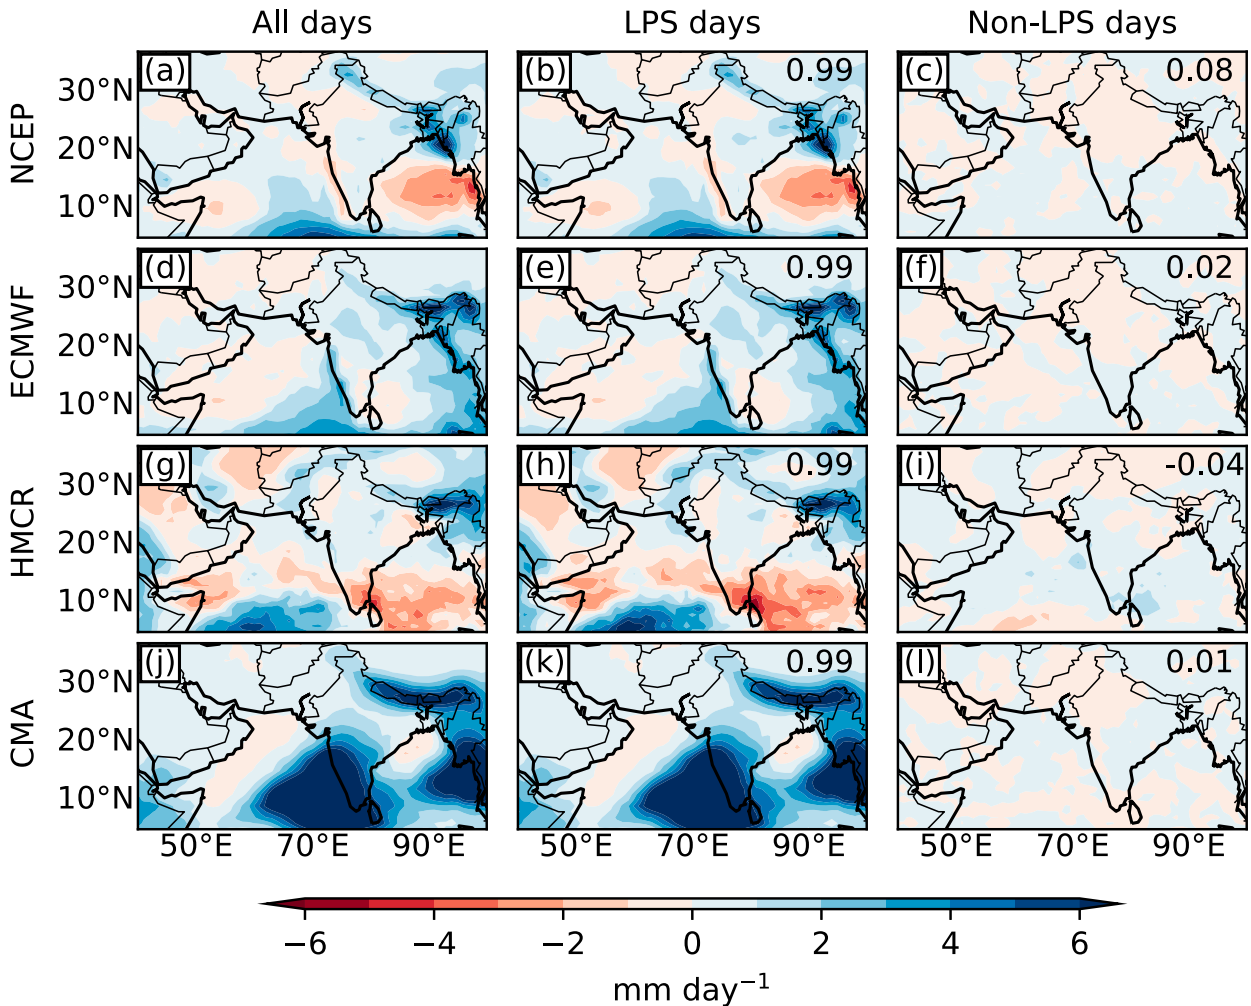 All days LPS days Non-LPS days
NCEP
(a) (b) 0.99 (c) 0.08
30°N
20°N
10°N
ECMWF
(d) (e) 0.99 (f) 0.02
30°N
20°N
10°N
HMCR
(g) (h) 0.99 (i) -0.04
30°N
20°N
10°N
CMA
(j) (k) 0.99 (l) 0.01
30°N
20°N
10°N
50°E 70°E 90°E 50°E 70°E 90°E 50°E 70°E 90°E
−6 −4 −2 0 2 4 6
mm day⁻¹